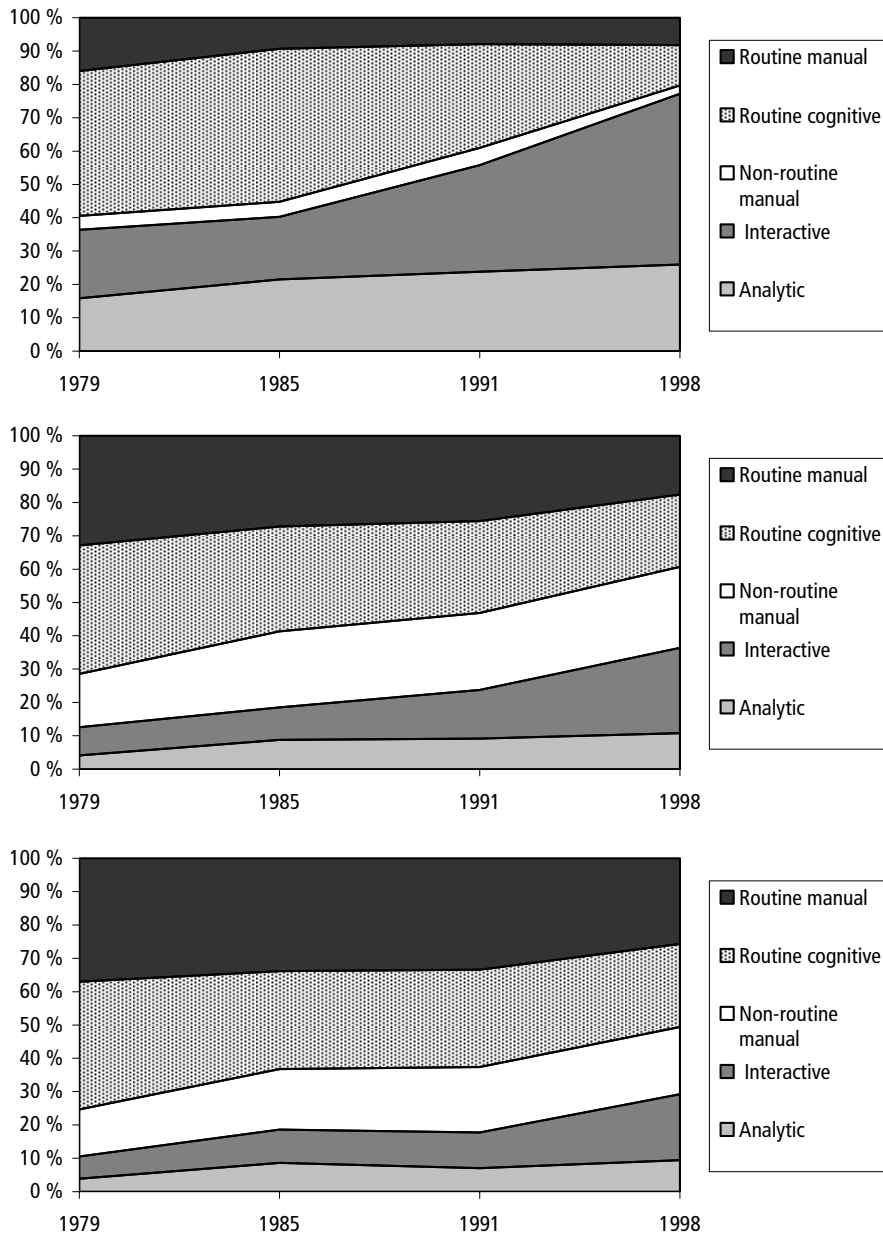 100 %
90 %
80 %
70 %
60 %
50 %
40 %
30 %
20 %
10 %
0 %
1979 1985 1991 1998
Routine manual
Routine cognitive
Non-routine
manual
Interactive
Analytic
100 %
90 %
80 %
70 %
60 %
50 %
40 %
30 %
20 %
10 %
0 %
1979 1985 1991 1998
Routine manual
Routine cognitive
Non-routine
manual
Interactive
Analytic
100 %
90 %
80 %
70 %
60 %
50 %
40 %
30 %
20 %
10 %
0 %
1979 1985 1991 1998
Routine manual
Routine cognitive
Non-routine
manual
Interactive
Analytic